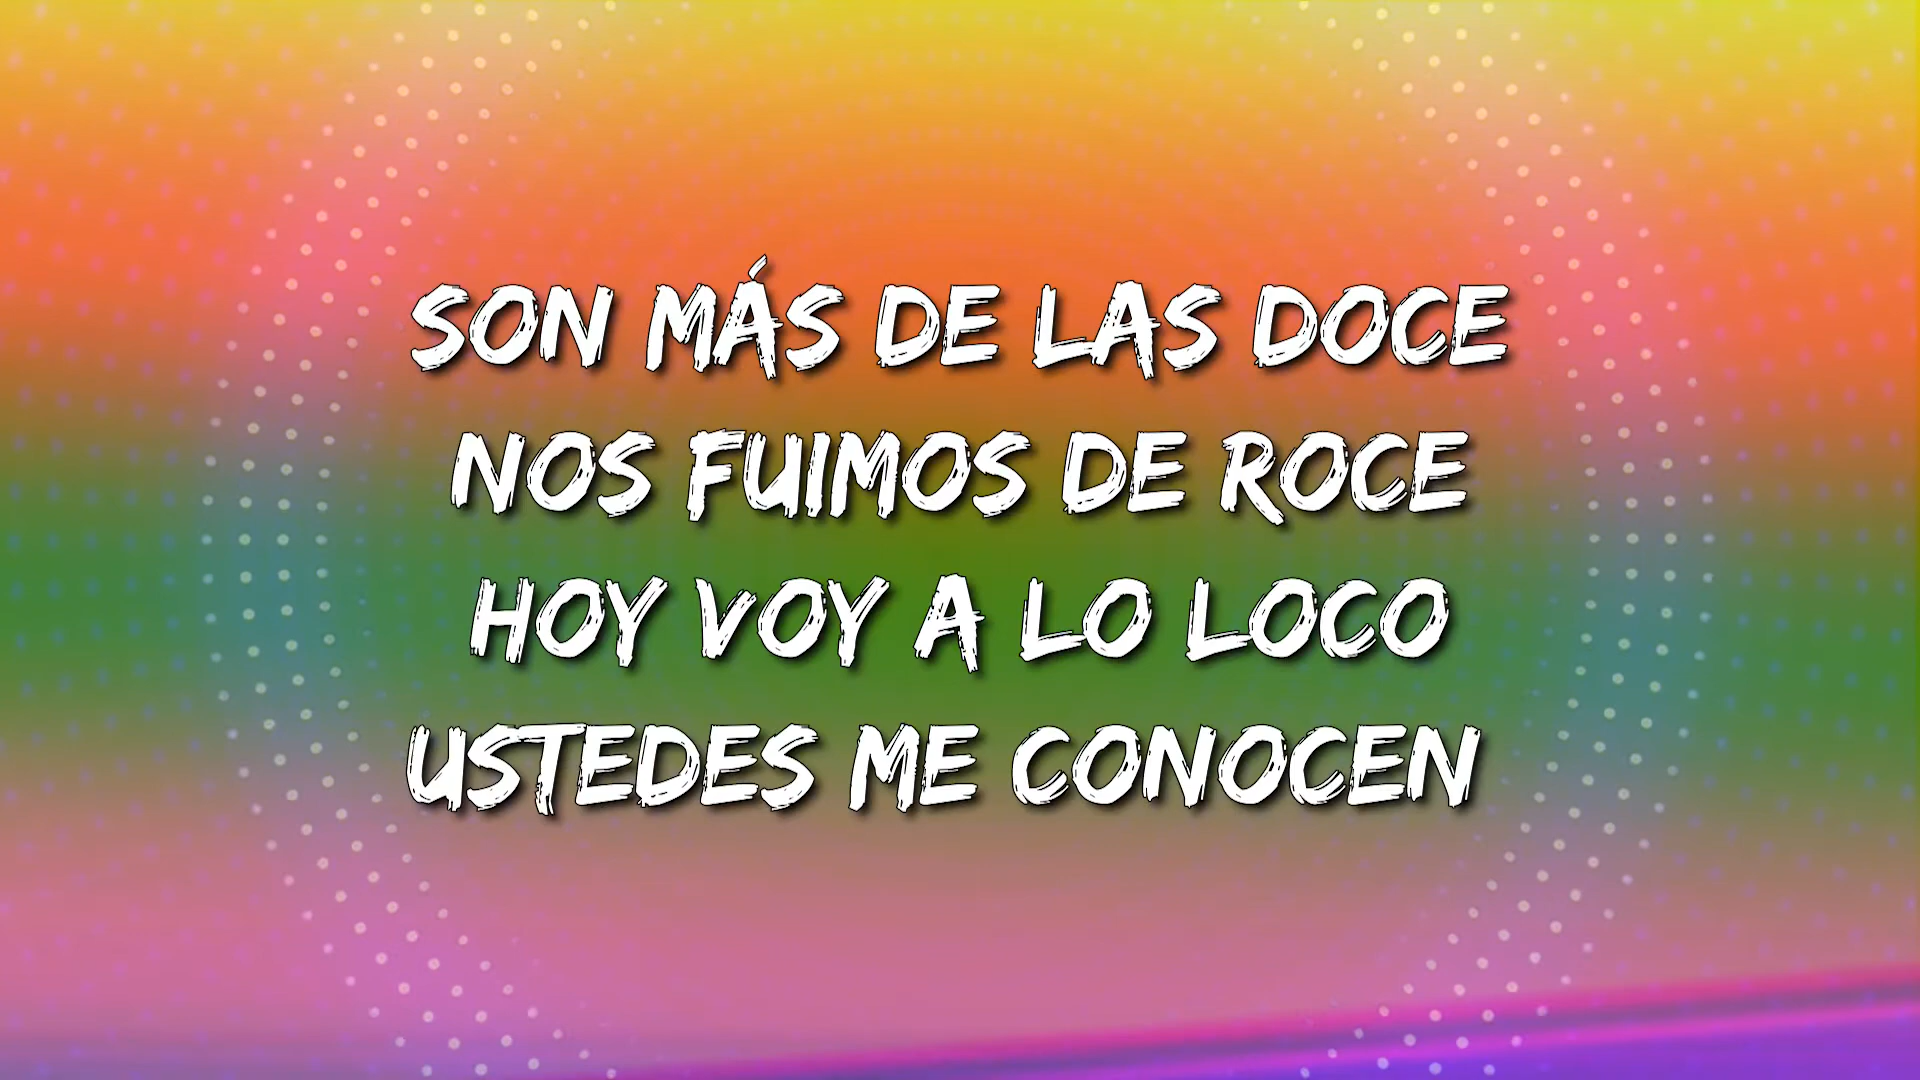 SON MÁS DE LAS DOCE
NOS FUIMOS DE ROCE
HOY VOY A LO LOCO
USTEDES ME CONOCEN